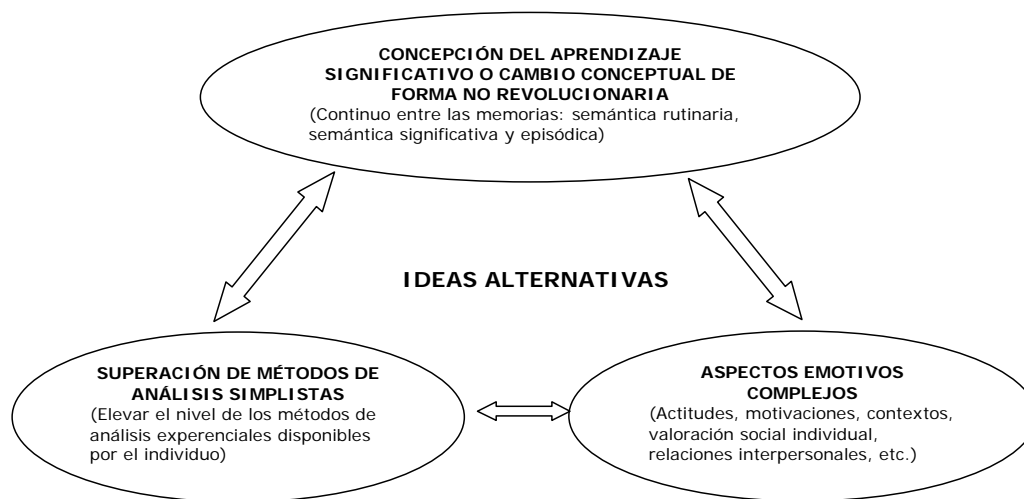 CONCEPCIÓN DEL APRENDIZAJE
SIGNIFICATIVO O CAMBIO CONCEPTUAL DE
FORMA NO REVOLUCIONARIA
(Continuo entre las memorias: semántica rutinaria,
semántica significativa y episódica)
IDEAS ALTERNATIVAS
SUPERACIÓN DE MÉTODOS DE
ANÁLISIS SIMPLISTAS
(Elevar el nivel de los métodos de
análisis experenciales disponibles
por el individuo)
ASPECTOS EMOTIVOS
COMPLEJOS
(Actitudes, motivaciones, contextos,
valoración social individual,
relaciones interpersonales, etc.)